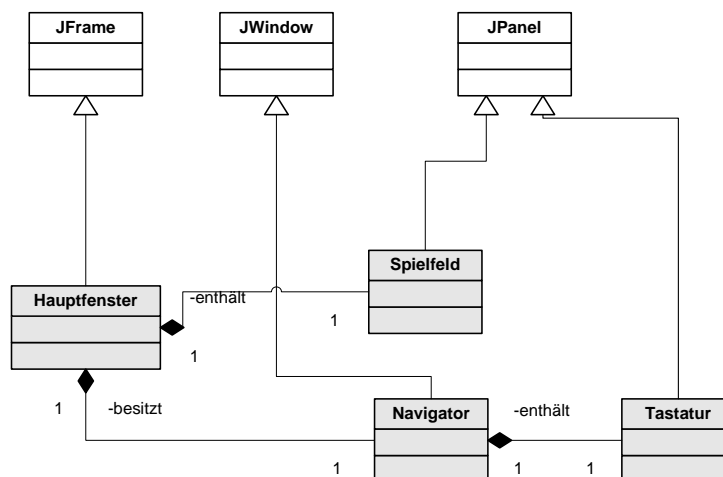 JFrame
JWindow
JPanel
Spielfeld
Hauptfenster
-enthält
1
1
1
-besitzt
Navigator
-enthält
Tastatur
1
1
1